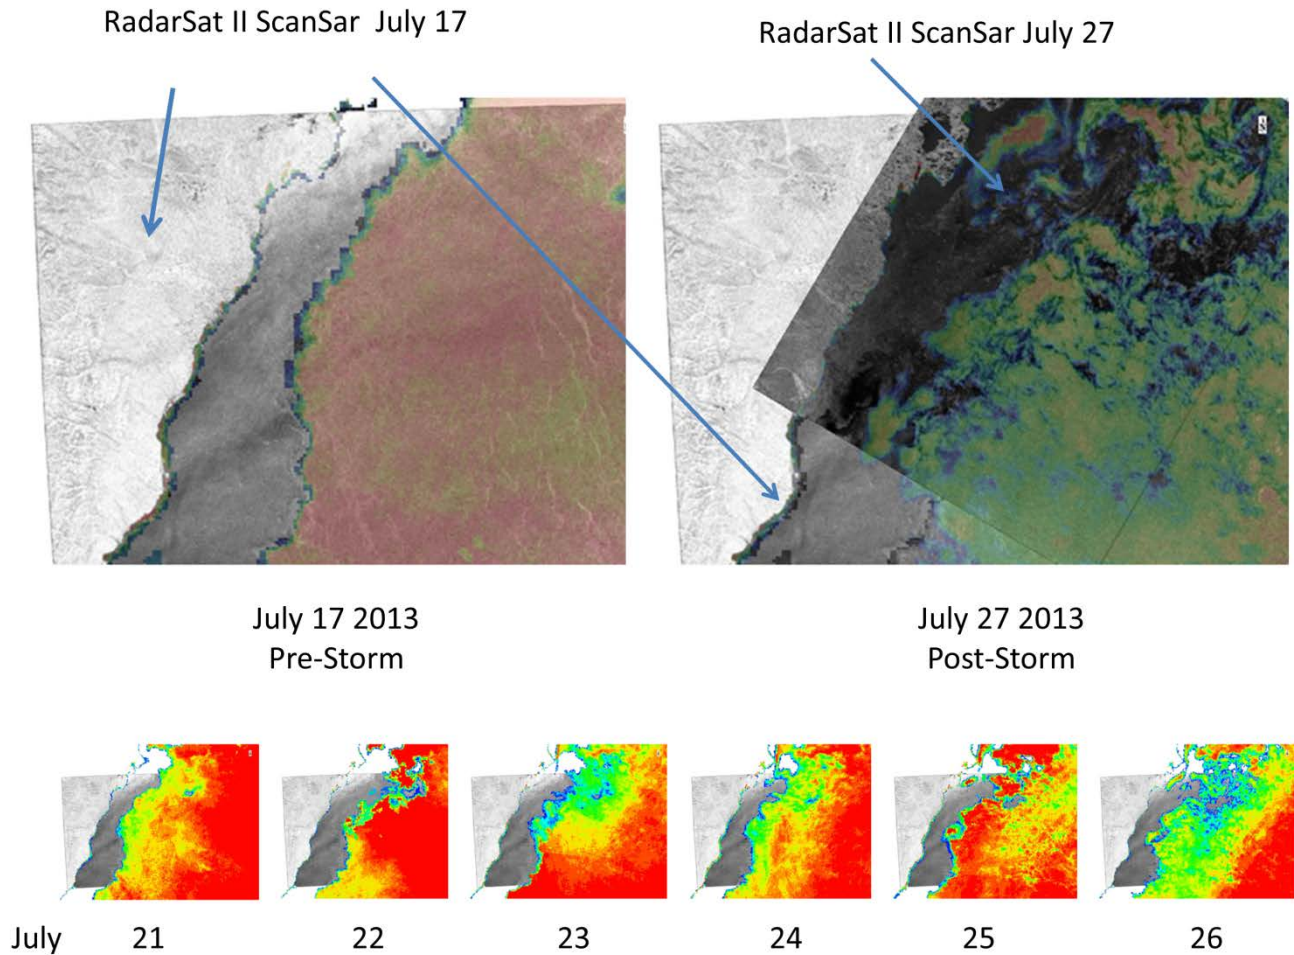 RadarSat II ScanSar July 17
RadarSat II ScanSar July 27
July 17 2013
Pre-Storm
July 27 2013
Post-Storm
July 21 22 23 24 25 26